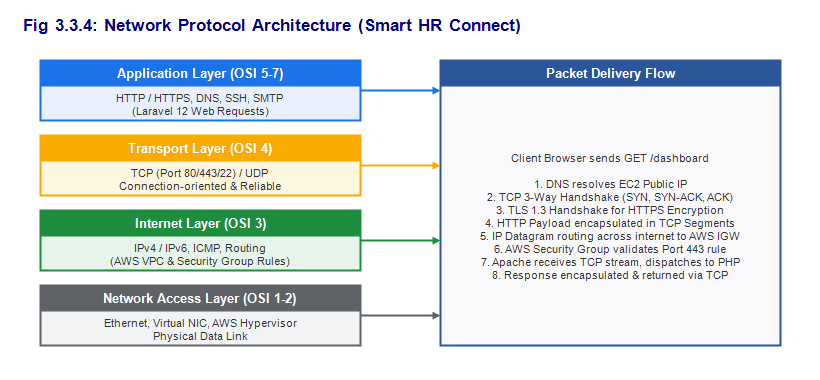 Fig 3.3.4: Network Protocol Architecture (Smart HR Connect)
Application Layer (OSI 5-7)
HTTP / HTTPS, DNS, SSH, SMTP
(Laravel 12 Web Requests)
Transport Layer (OSI 4)
TCP (Port 80/443/22) / UDP
Connection-oriented & Reliable
Internet Layer (OSI 3)
IPv4 / IPv6, ICMP, Routing
(AWS VPC & Security Group Rules)
Network Access Layer (OSI 1-2)
Ethernet, Virtual NIC, AWS Hypervisor
Physical Data Link
Packet Delivery Flow
Client Browser sends GET /dashboard
1. DNS resolves EC2 Public IP
2. TCP 3-Way Handshake (SYN, SYN-ACK, ACK)
3. TLS 1.3 Handshake for HTTPS Encryption
4. HTTP Payload encapsulated in TCP Segments
5. IP Datagram routing across internet to AWS IGW
6. AWS Security Group validates Port 443 rule
7. Apache receives TCP stream, dispatches to PHP
8. Response encapsulated & returned via TCP